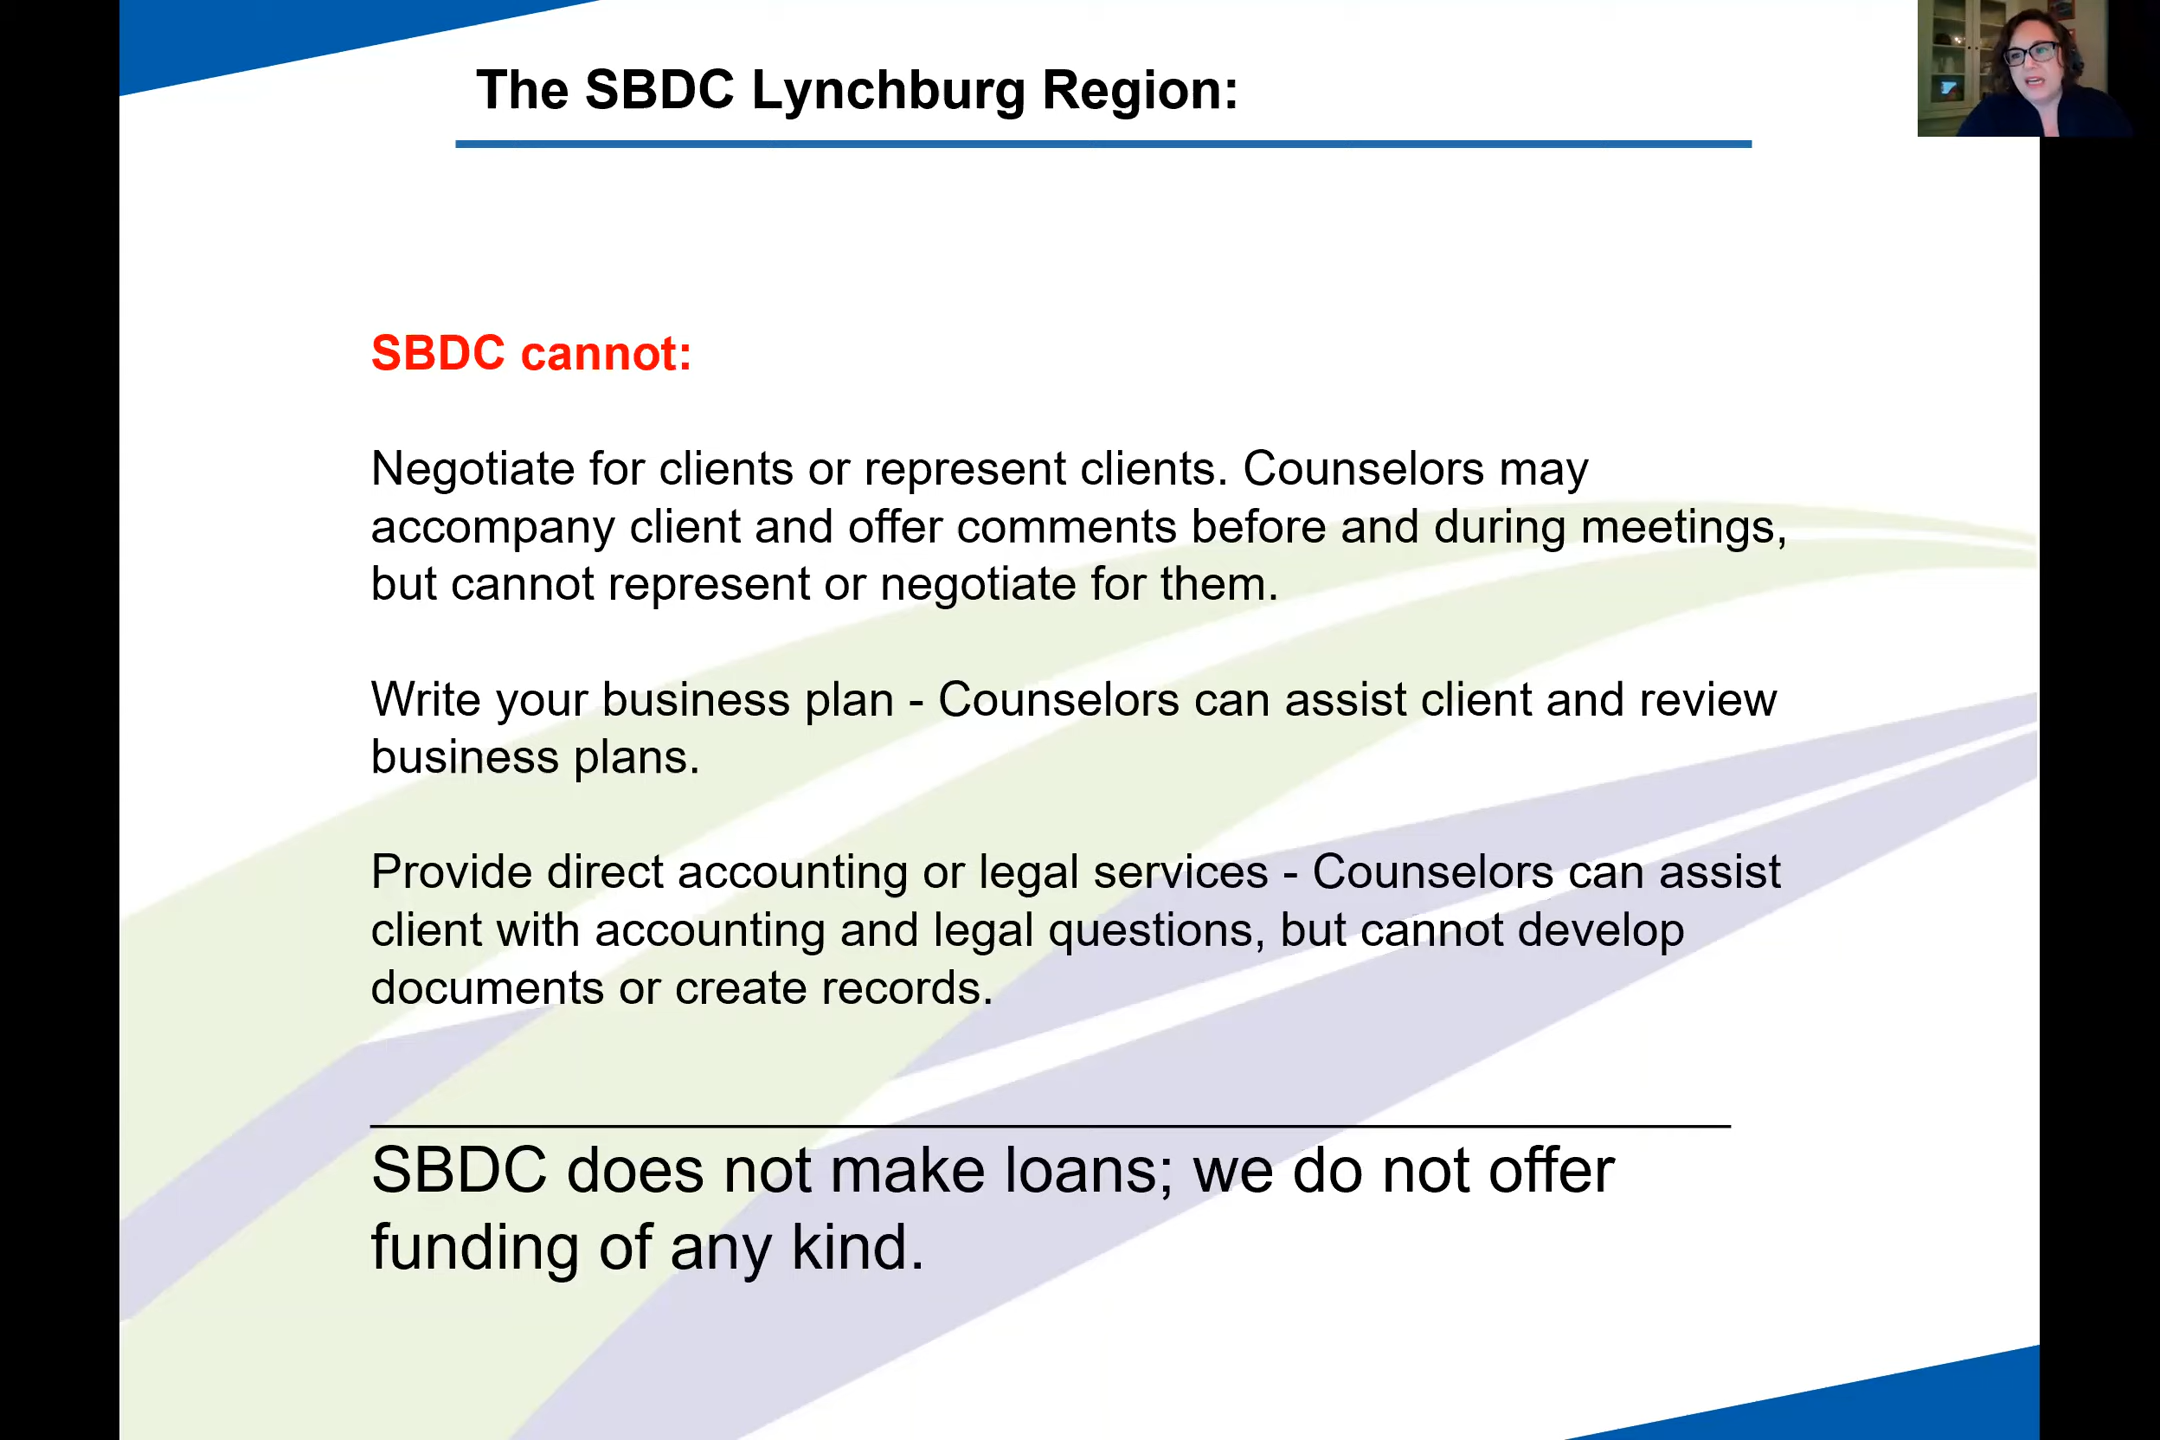 The SBDC Lynchburg Region:
SBDC cannot:
Negotiate for clients or represent clients. Counselors may
accompany client and offer comments before and during meetings,
but cannot represent or negotiate for them.
Write your business plan - Counselors can assist client and review
business plans.
Provide direct accounting or legal services - Counselors can assist
client with accounting and legal questions, but cannot develop
documents or create records.
SBDC does not make loans; we do not offer
funding of any kind.